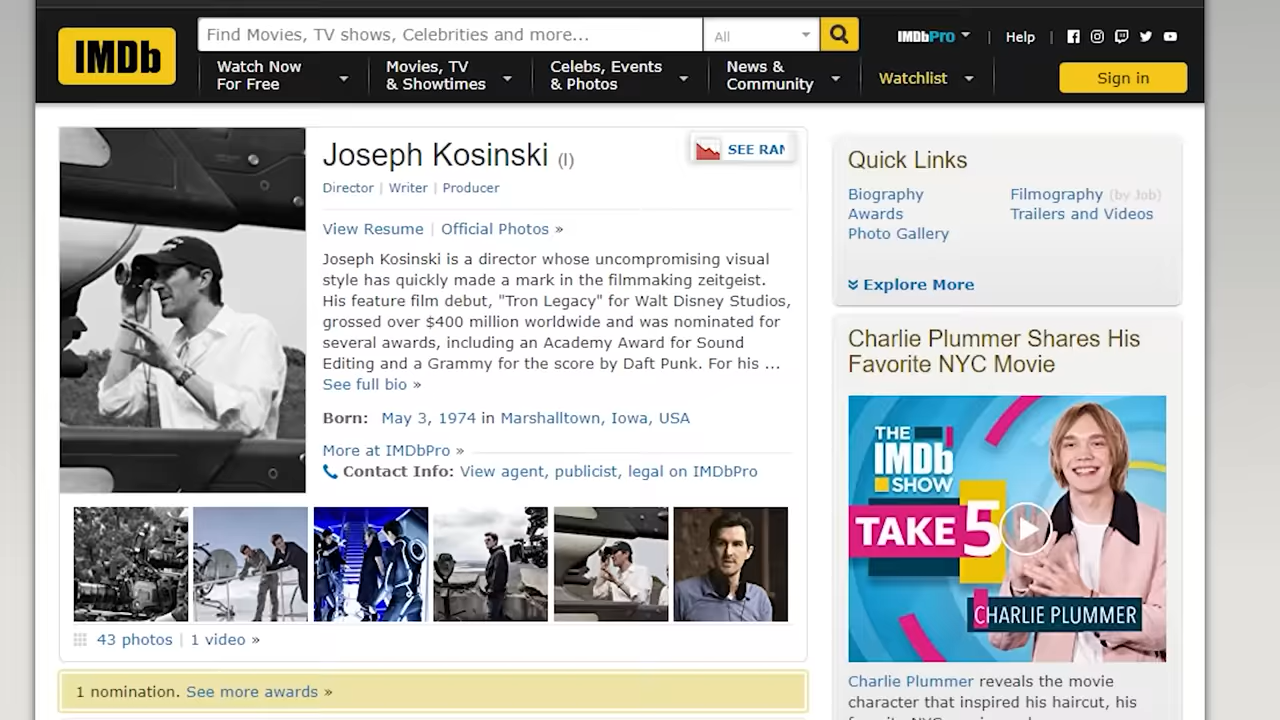 IMDb
Find Movies, TV shows, Celebrities and more...
All
IMDbPro
Help
Watch Now
For Free
Movies, TV
& Showtimes
Celebs, Events
& Photos
News &
Community
Watchlist
Sign in
Joseph Kosinski (I)
SEE RAN
Director | Writer | Producer
View Resume | Official Photos »
Joseph Kosinski is a director whose uncompromising visual
style has quickly made a mark in the filmmaking zeitgeist.
His feature film debut, "Tron Legacy" for Walt Disney Studios,
grossed over $400 million worldwide and was nominated for
several awards, including an Academy Award for Sound
Editing and a Grammy for the score by Daft Punk. For his ...
See full bio »
Born: May 3, 1974 in Marshalltown, Iowa, USA
More at IMDbPro »
Contact Info: View agent, publicist, legal on IMDbPro
43 photos | 1 video »
1 nomination. See more awards »
Quick Links
Biography
Awards
Photo Gallery
Filmography (by Job)
Trailers and Videos
Explore More
Charlie Plummer Shares His
Favorite NYC Movie
THE
IMDb
SHOW
TAKE 5
CHARLIE PLUMMER
Charlie Plummer reveals the movie
character that inspired his haircut, his